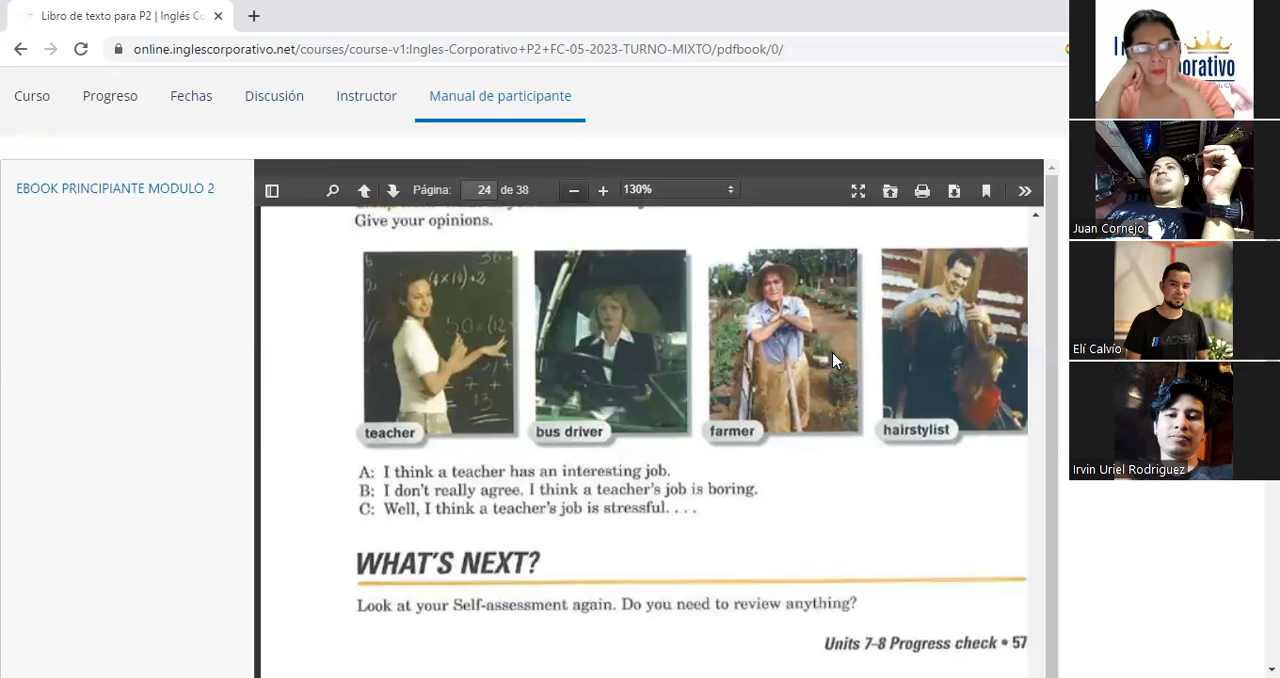 Libro de texto para P2 | Inglés Co
online.inglescorporativo.net/courses/course-v1:Ingles-Corporativo+P2+FC-05-2023-TURNO-MIXTO/pdfbook/0/
Curso
Progreso
Fechas
Discusión
Instructor
Manual de participante
EBOOK PRINCIPIANTE MODULO 2
Página: 24 de 38
130%
Give your opinions.
teacher
bus driver
farmer
hairstylist
A: I think a teacher has an interesting job.
B: I don't really agree. I think a teacher's job is boring.
C: Well, I think a teacher's job is stressful. . . .
WHAT'S NEXT?
Look at your Self-assessment again. Do you need to review anything?
Units 7–8 Progress check • 57
orativo
Juan Cornejo
Elí Calvío
Irvin Uriel Rodriguez